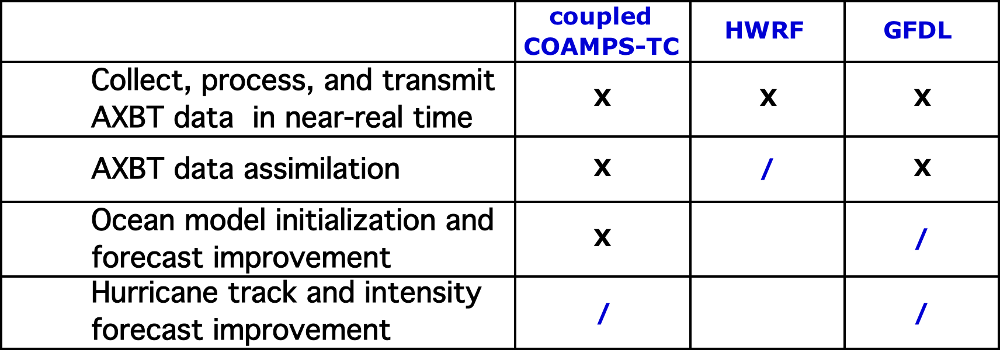 coupled
COAMPS-TC
HWRF
GFDL
Collect, process, and transmit
AXBT data  in near-real time
X
X
X
AXBT data assimilation
X
/
X
Ocean model initialization and
forecast improvement
X
/
Hurricane track and intensity
forecast improvement
/
/